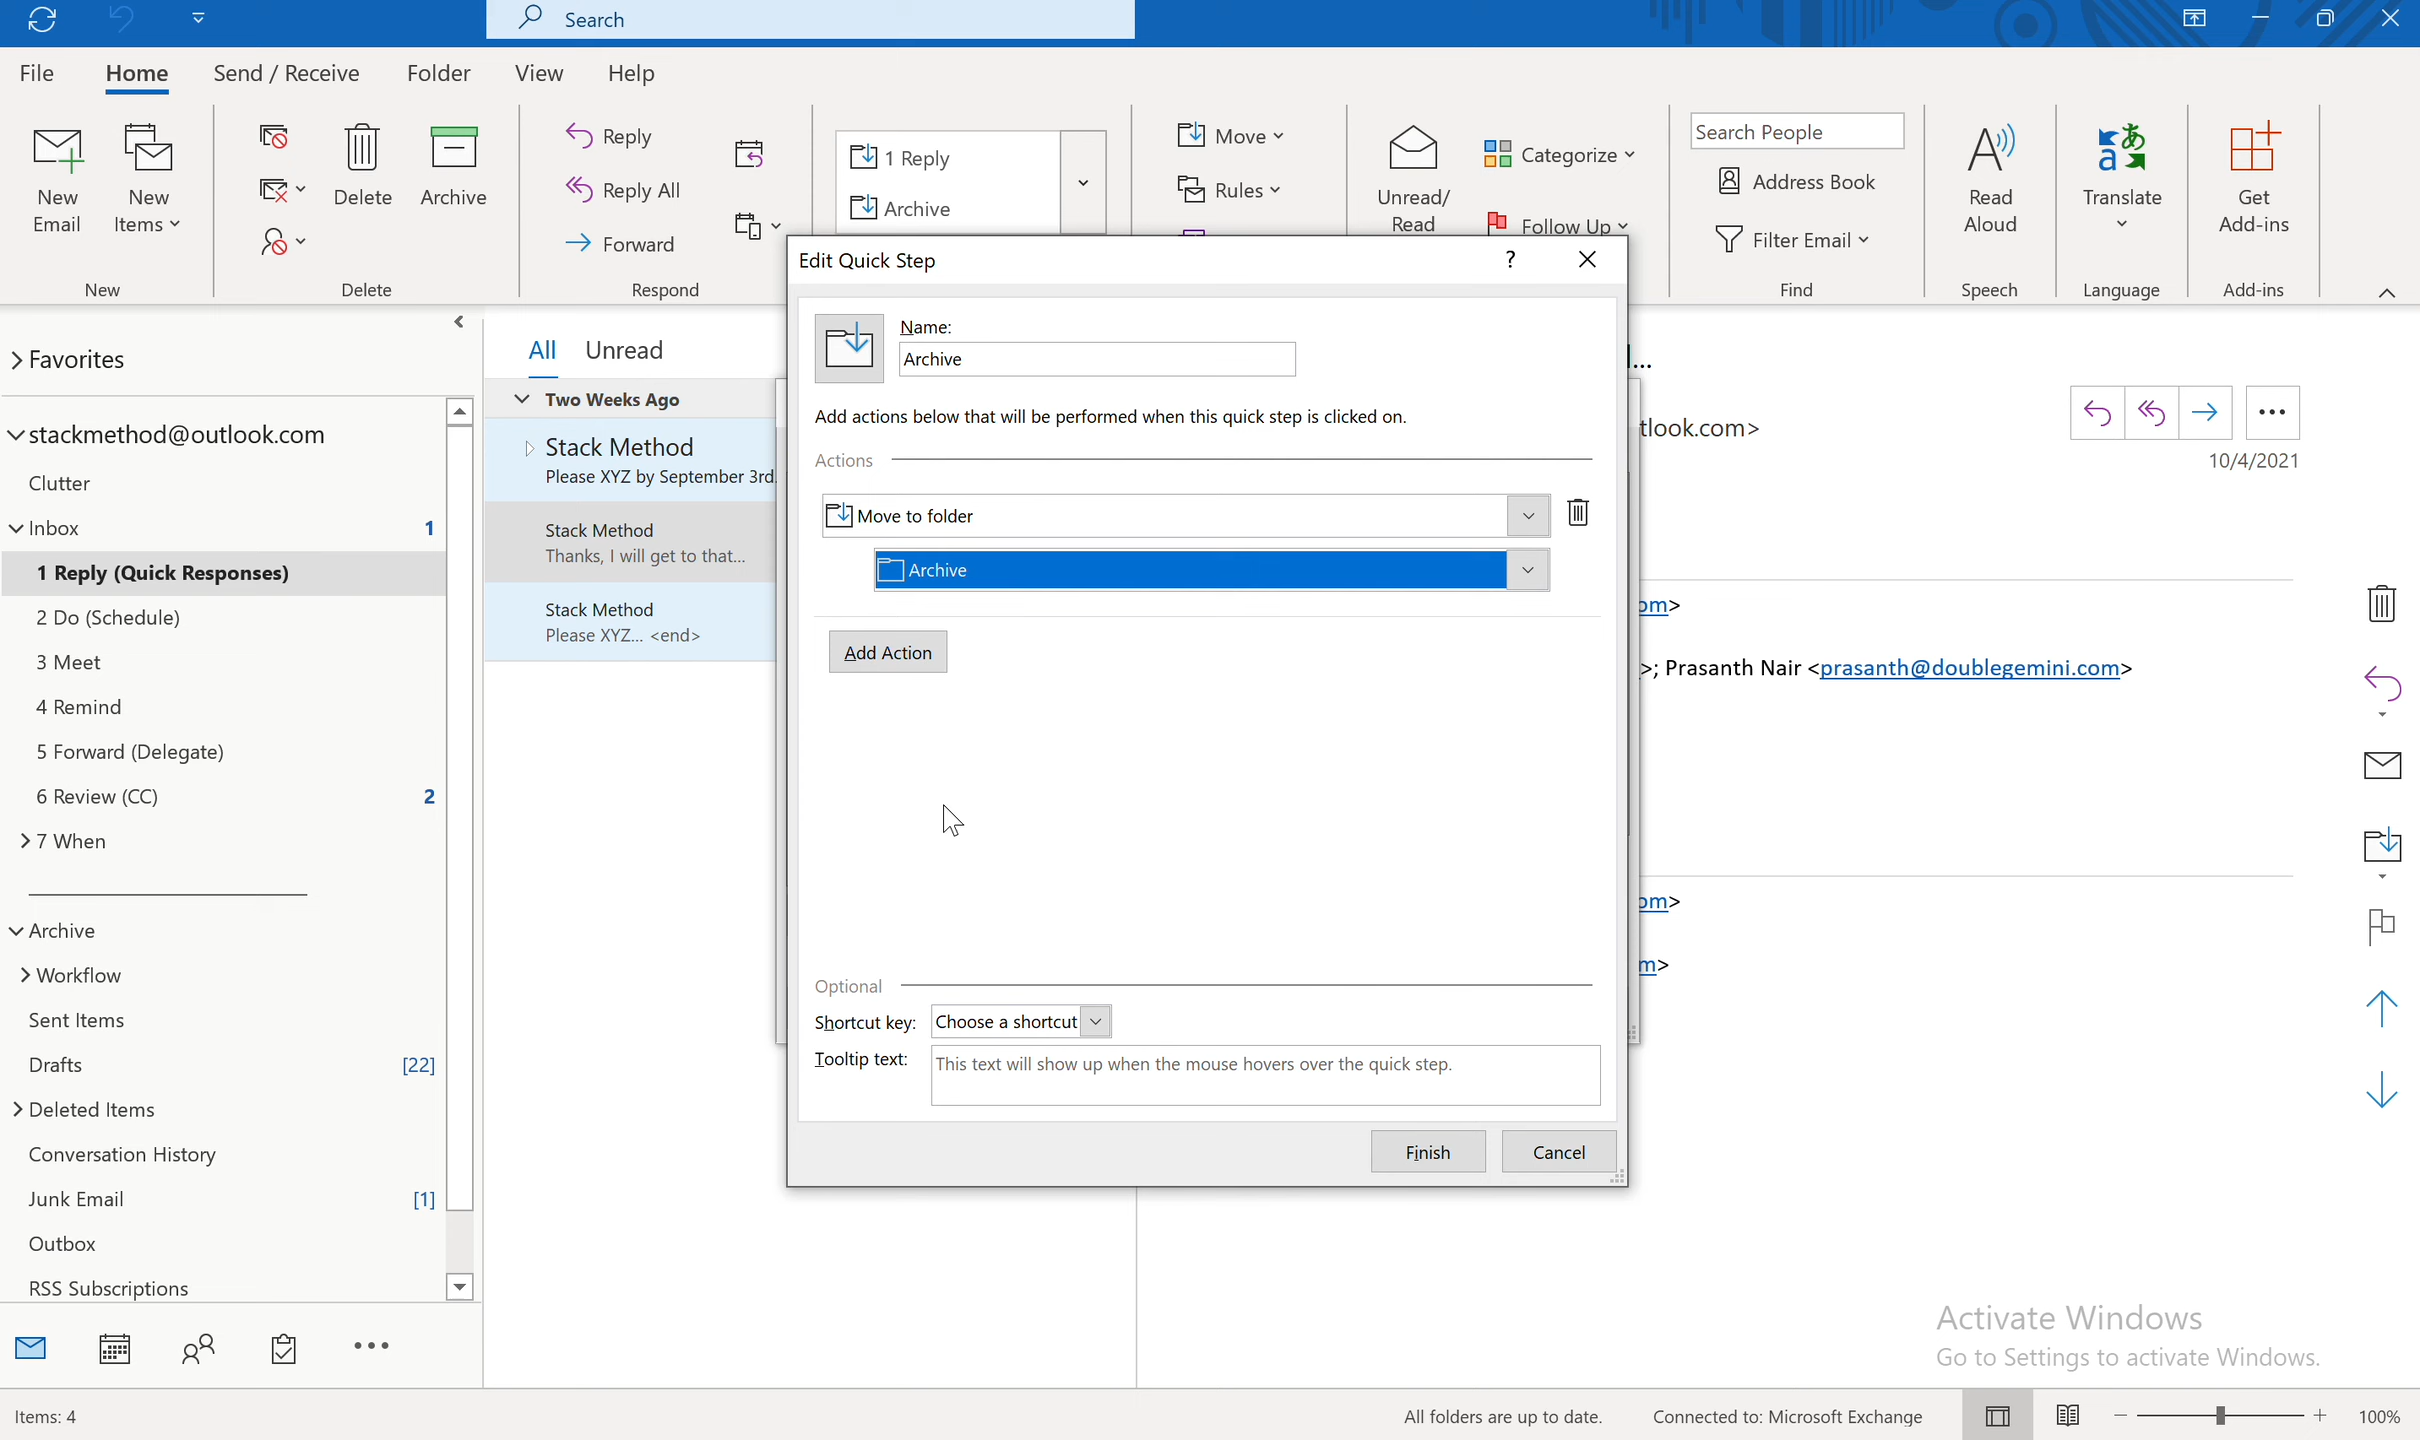 Search
File Home Send / Receive Folder View Help
New Email
New Items
New
Delete
Archive
Delete
Reply
Reply All
Forward
Respond
1 Reply
Archive
Move
Rules
Unread/ Read
Categorize
Follow Up
Search People
Address Book
Filter Email
Find
Read Aloud
Speech
Translate
Language
Get Add-ins
Add-ins
Favorites
stackmethod@outlook.com
Clutter
Inbox 1
1 Reply (Quick Responses)
2 Do (Schedule)
3 Meet
4 Remind
5 Forward (Delegate)
6 Review (CC) 2
7 When
Archive
Workflow
Sent Items
Drafts [22]
Deleted Items
Conversation History
Junk Email [1]
Outbox
RSS Subscriptions
All Unread
Two Weeks Ago
Stack Method
Please XYZ by September 3rd.
Stack Method
Thanks, I will get to that...
Stack Method
Please XYZ... <end>
Edit Quick Step ?
Name:
Archive
Add actions below that will be performed when this quick step is clicked on.
Actions
Move to folder
Archive
Add Action
Optional
Shortcut key: Choose a shortcut
Tooltip text: This text will show up when the mouse hovers over the quick step.
Finish Cancel
...
tlook.com>
10/4/2021
om>
>; Prasanth Nair <prasanth@doublegemini.com>
om>
m>
Activate Windows
Go to Settings to activate Windows.
Items: 4
All folders are up to date. Connected to: Microsoft Exchange 100%